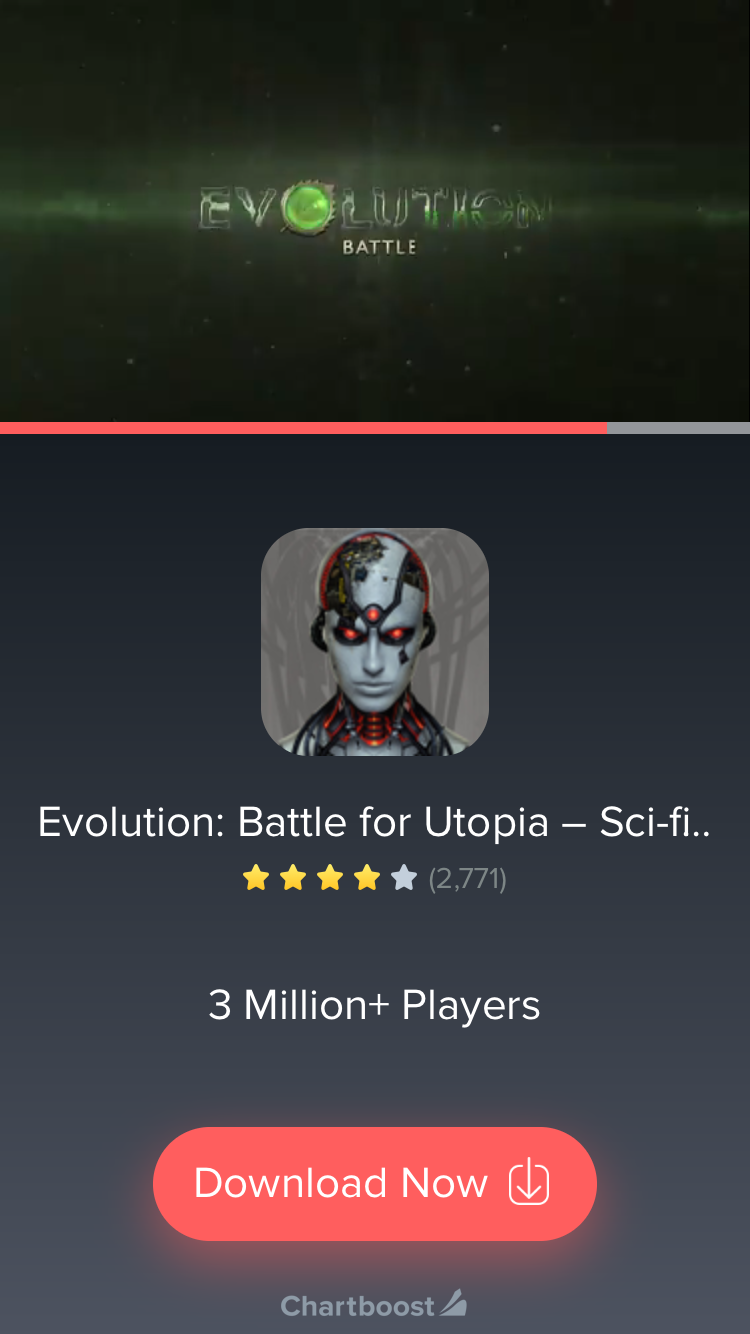 EVOLUTION
BATTLE
Evolution: Battle for Utopia – Sci-fi..
(2,771)
3 Million+ Players
Download Now
Chartboost